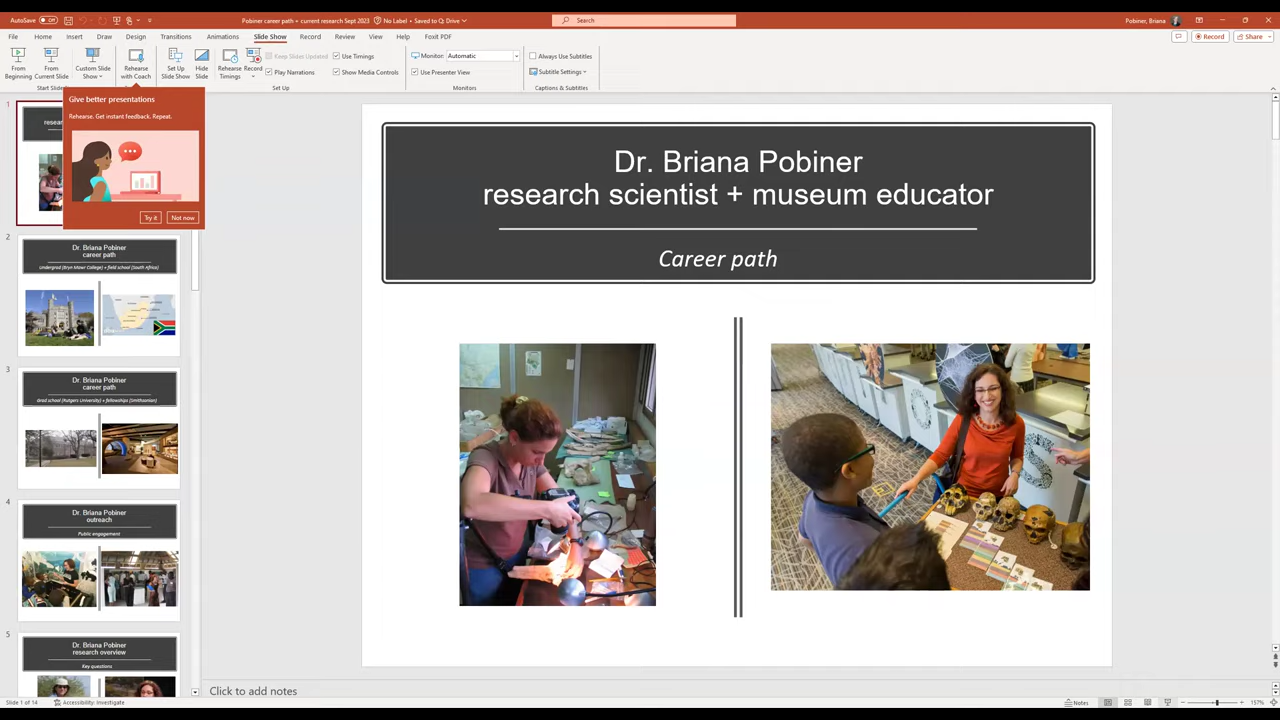 AutoSave Off
Pobiner career path + current research Sept 2023 No Label • Saved to Q: Drive
Search
Pobiner, Briana
File Home Insert Draw Design Transitions Animations Slide Show Record Review View Help Foxit PDF
Record Share
From Beginning
From Current Slide
Custom Slide Show
Rehearse with Coach
Set Up Slide Show
Hide Slide
Rehearse Timings
Record
Keep Slides Updated
Play Narrations
Use Timings
Show Media Controls
Monitor: Automatic
Use Presenter View
Always Use Subtitles
Subtitle Settings
Set Up
Monitors
Captions & Subtitles
Give better presentations
Rehearse. Get instant feedback. Repeat.
Try it
Not now
1
2
Dr. Briana Pobiner
career path
Undergrad (Bryn Mawr College) + field school (South Africa)
3
Dr. Briana Pobiner
career path
Grad school (Rutgers University) + fellowships (Smithsonian)
4
Dr. Briana Pobiner
outreach
Public engagement
5
Dr. Briana Pobiner
research overview
Key questions
Dr. Briana Pobiner
research scientist + museum educator
Career path
Click to add notes
Slide 1 of 14
Accessibility: Investigate
Notes
157%